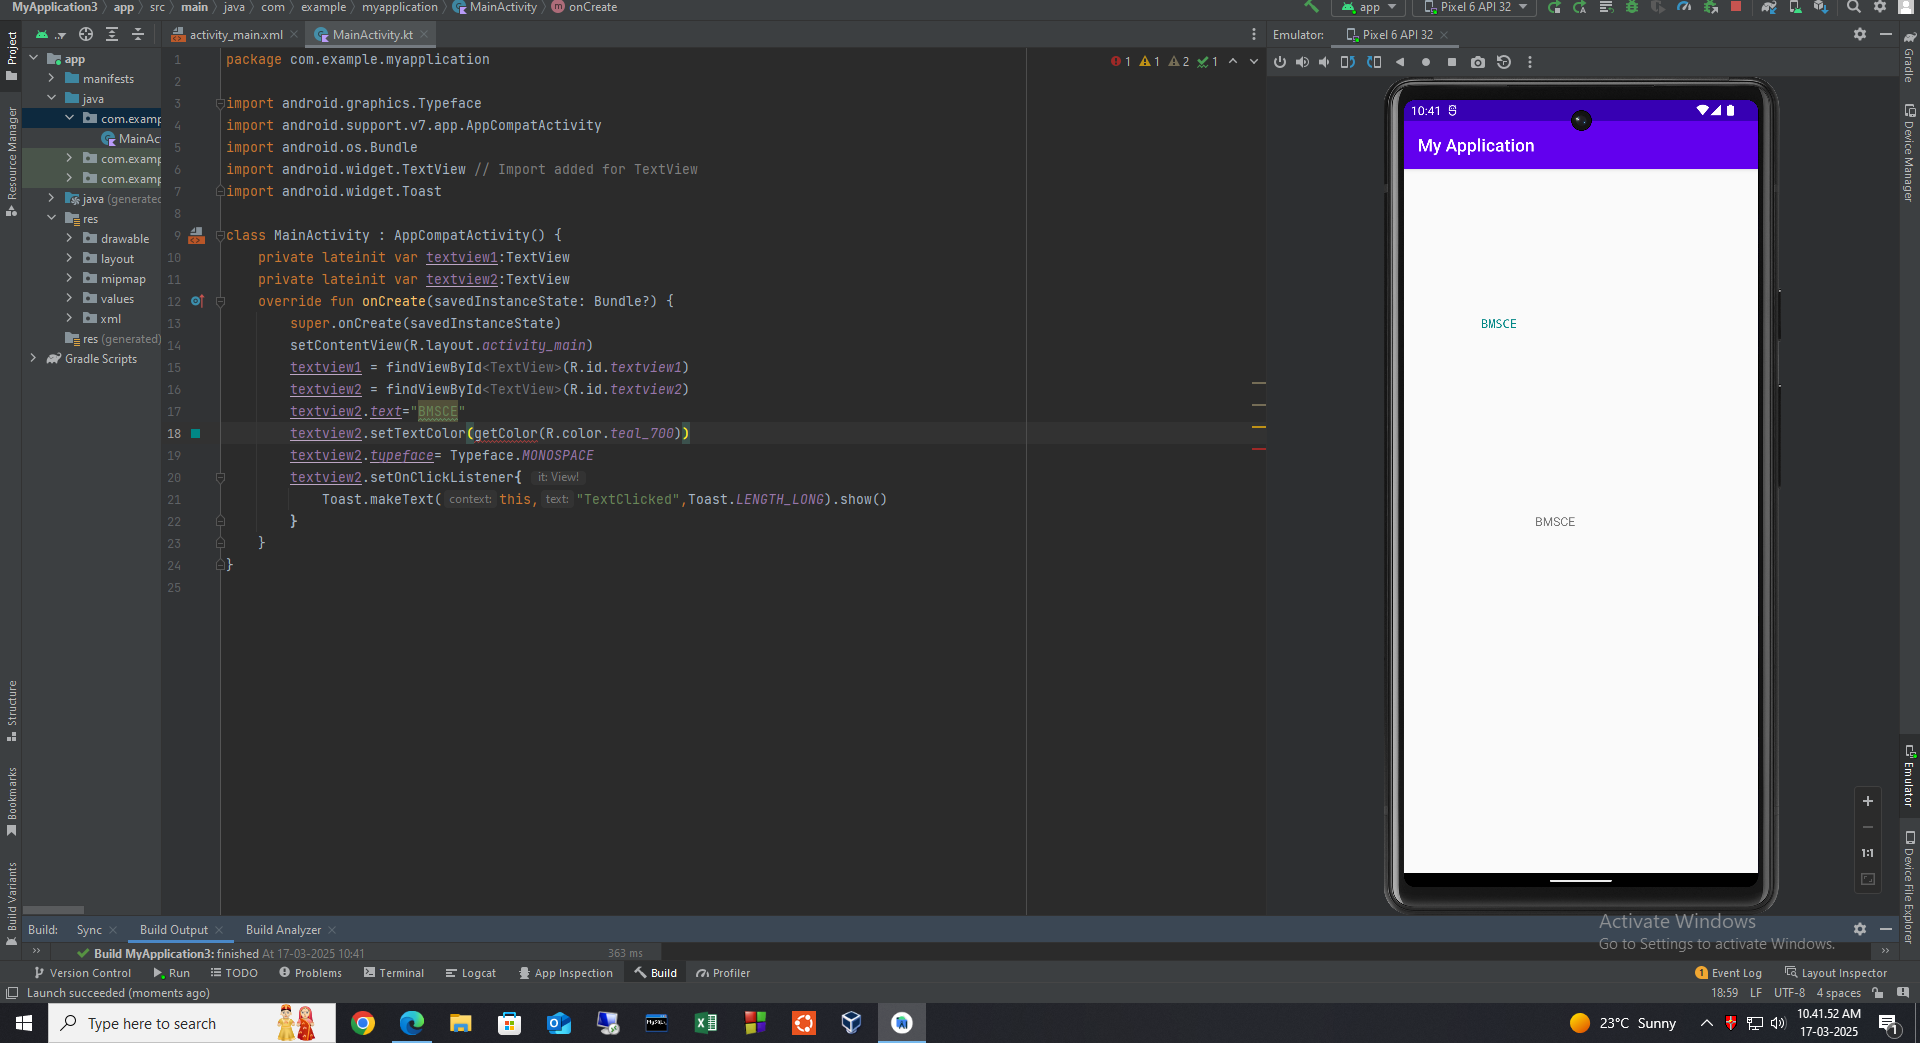 MyApplication3 app src main java com example myapplication MainActivity onCreate
app Pixel 6 API 32
activity_main.xml MainActivity.kt
Emulator: Pixel 6 API 32
Project
Resource Manager
Structure
Bookmarks
Build Variants
app
manifests
java
com.examp
MainAc
com.examp
com.examp
java (generated
res
drawable
layout
mipmap
values
xml
res (generated)
Gradle Scripts
1 1 2 1
1 package com.example.myapplication
2
3 import android.graphics.Typeface
4 import android.support.v7.app.AppCompatActivity
5 import android.os.Bundle
6 import android.widget.TextView // Import added for TextView
7 import android.widget.Toast
8
9 class MainActivity : AppCompatActivity() {
10 private lateinit var textview1:TextView
11 private lateinit var textview2:TextView
12 override fun onCreate(savedInstanceState: Bundle?) {
13 super.onCreate(savedInstanceState)
14 setContentView(R.layout.activity_main)
15 textview1 = findViewById<TextView>(R.id.textview1)
16 textview2 = findViewById<TextView>(R.id.textview2)
17 textview2.text="BMSCE"
18 textview2.setTextColor(getColor(R.color.teal_700))
19 textview2.typeface= Typeface.MONOSPACE
20 textview2.setOnClickListener{ it: View!
21 Toast.makeText( context: this, text: "TextClicked",Toast.LENGTH_LONG).show()
22 }
23 }
24 }
25
10:41
My Application
BMSCE
BMSCE
1:1
Gradle
Device Manager
Emulator
Device File Explorer
Activate Windows
Go to Settings to activate Windows.
Build: Sync Build Output Build Analyzer
Build MyApplication3: finished At 17-03-2025 10:41 363 ms
Version Control Run TODO Problems Terminal Logcat App Inspection Build Profiler
1 Event Log Layout Inspector
Launch succeeded (moments ago)
18:59 LF UTF-8 4 spaces
Type here to search
MySQL
23°C Sunny
10.41.52 AM
17-03-2025
1